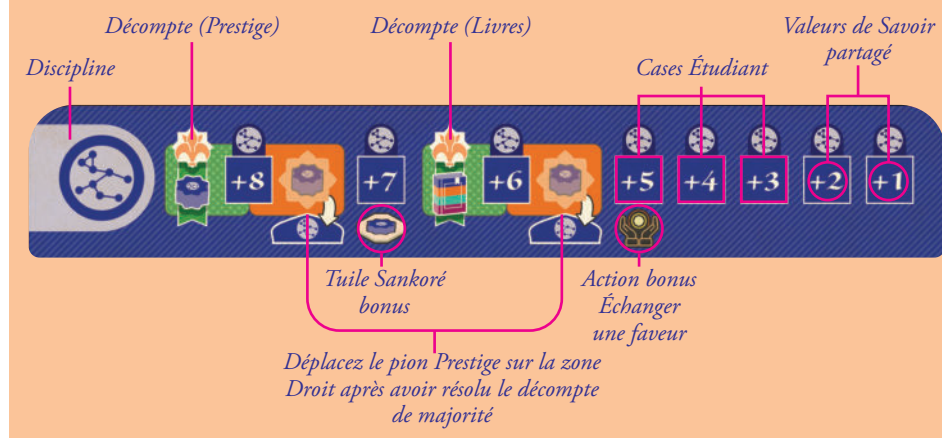 Décompte (Prestige)
Décompte (Livres)
Valeurs de Savoir
partagé
Discipline
Cases Étudiant
+8
+7
+6
+5
+4
+3
+2
+1
Tuile Sankoré
bonus
Action bonus
Échanger
une faveur
Déplacez le pion Prestige sur la zone
Droit après avoir résolu le décompte
de majorité